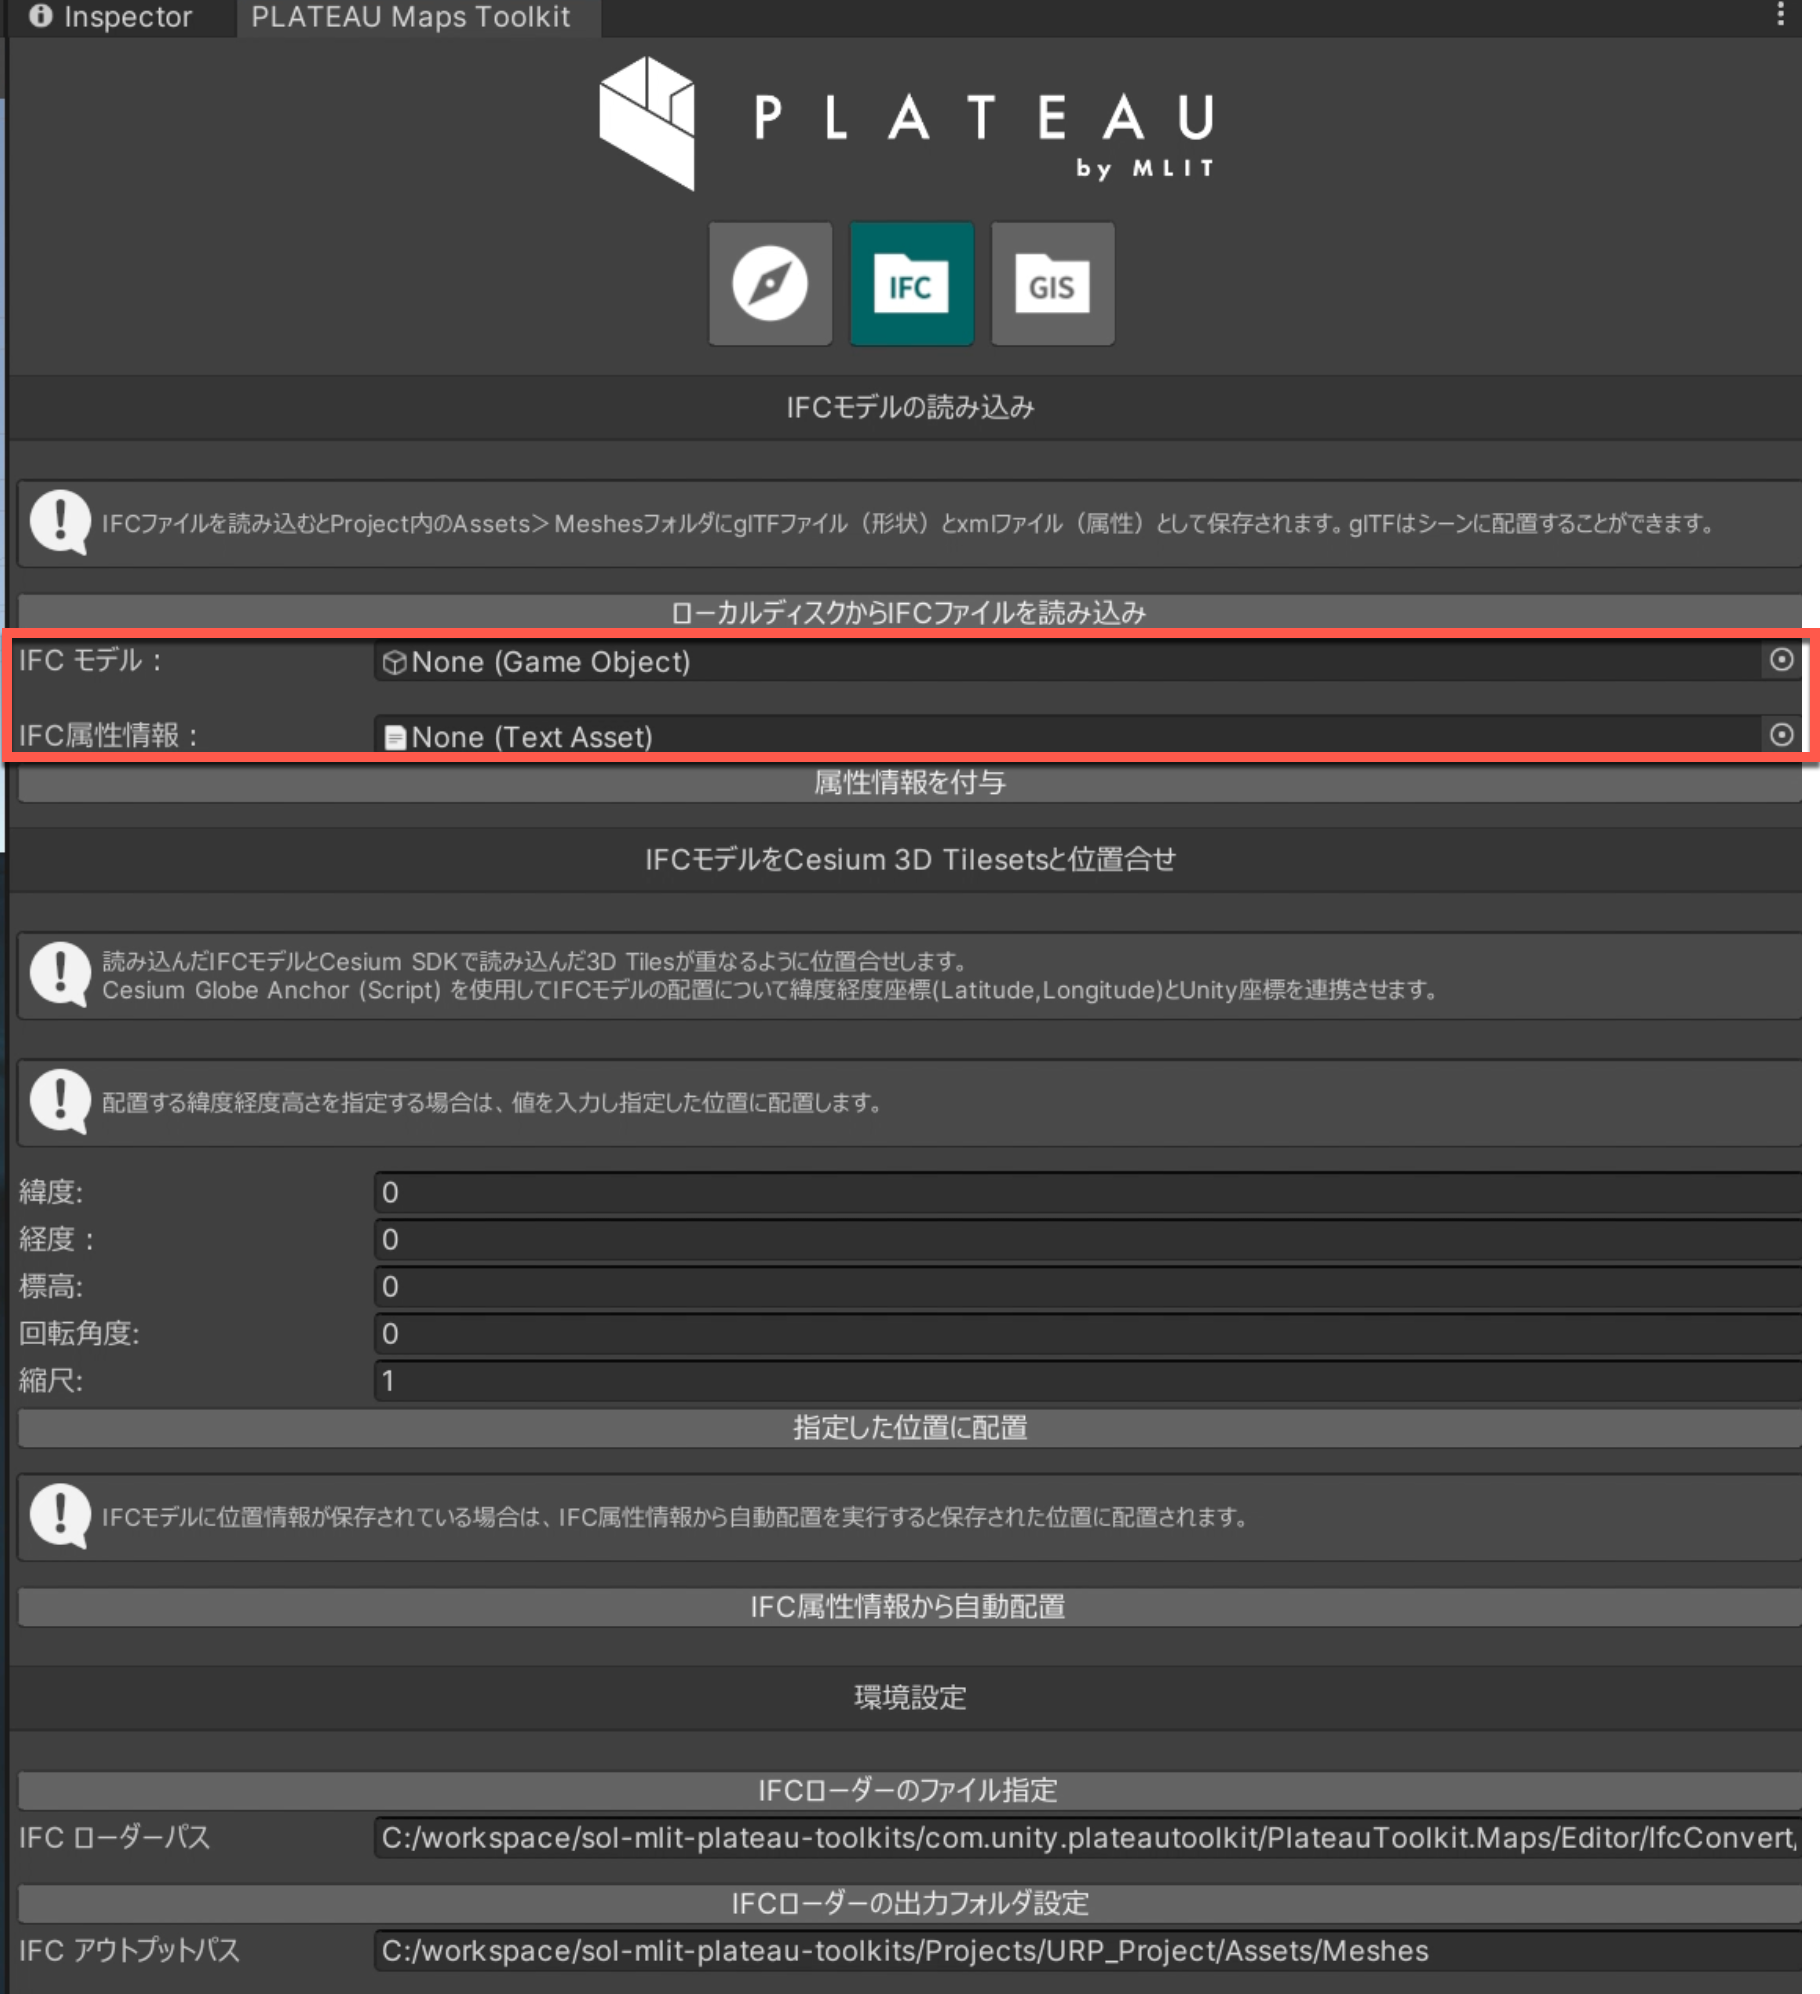 Inspector
PLATEAU Maps Toolkit
PLATEAU
by MLIT
IFC
GIS
IFCモデルの読み込み
IFCファイルを読み込むとProject内のAssets＞MeshesフォルダにglTFファイル（形状）とxmlファイル（属性）として保存されます。glTFはシーンに配置することができます。
ローカルディスクからIFCファイルを読み込み
IFC モデル： None (Game Object)
IFC属性情報： None (Text Asset)
属性情報を付与
IFCモデルをCesium 3D Tilesetsと位置合せ
読み込んだIFCモデルとCesium SDKで読み込んだ3D Tilesが重なるように位置合せします。
Cesium Globe Anchor (Script) を使用してIFCモデルの配置について緯度経度座標(Latitude,Longitude)とUnity座標を連携させます。
配置する緯度経度高さを指定する場合は、値を入力し指定した位置に配置します。
緯度: 0
経度： 0
標高: 0
回転角度: 0
縮尺: 1
指定した位置に配置
IFCモデルに位置情報が保存されている場合は、IFC属性情報から自動配置を実行すると保存された位置に配置されます。
IFC属性情報から自動配置
環境設定
IFCローダーのファイル指定
IFC ローダーパス C:/workspace/sol-mlit-plateau-toolkits/com.unity.plateautoolkit/PlateauToolkit.Maps/Editor/IfcConvert/
IFCローダーの出力フォルダ設定
IFC アウトプットパス C:/workspace/sol-mlit-plateau-toolkits/Projects/URP_Project/Assets/Meshes